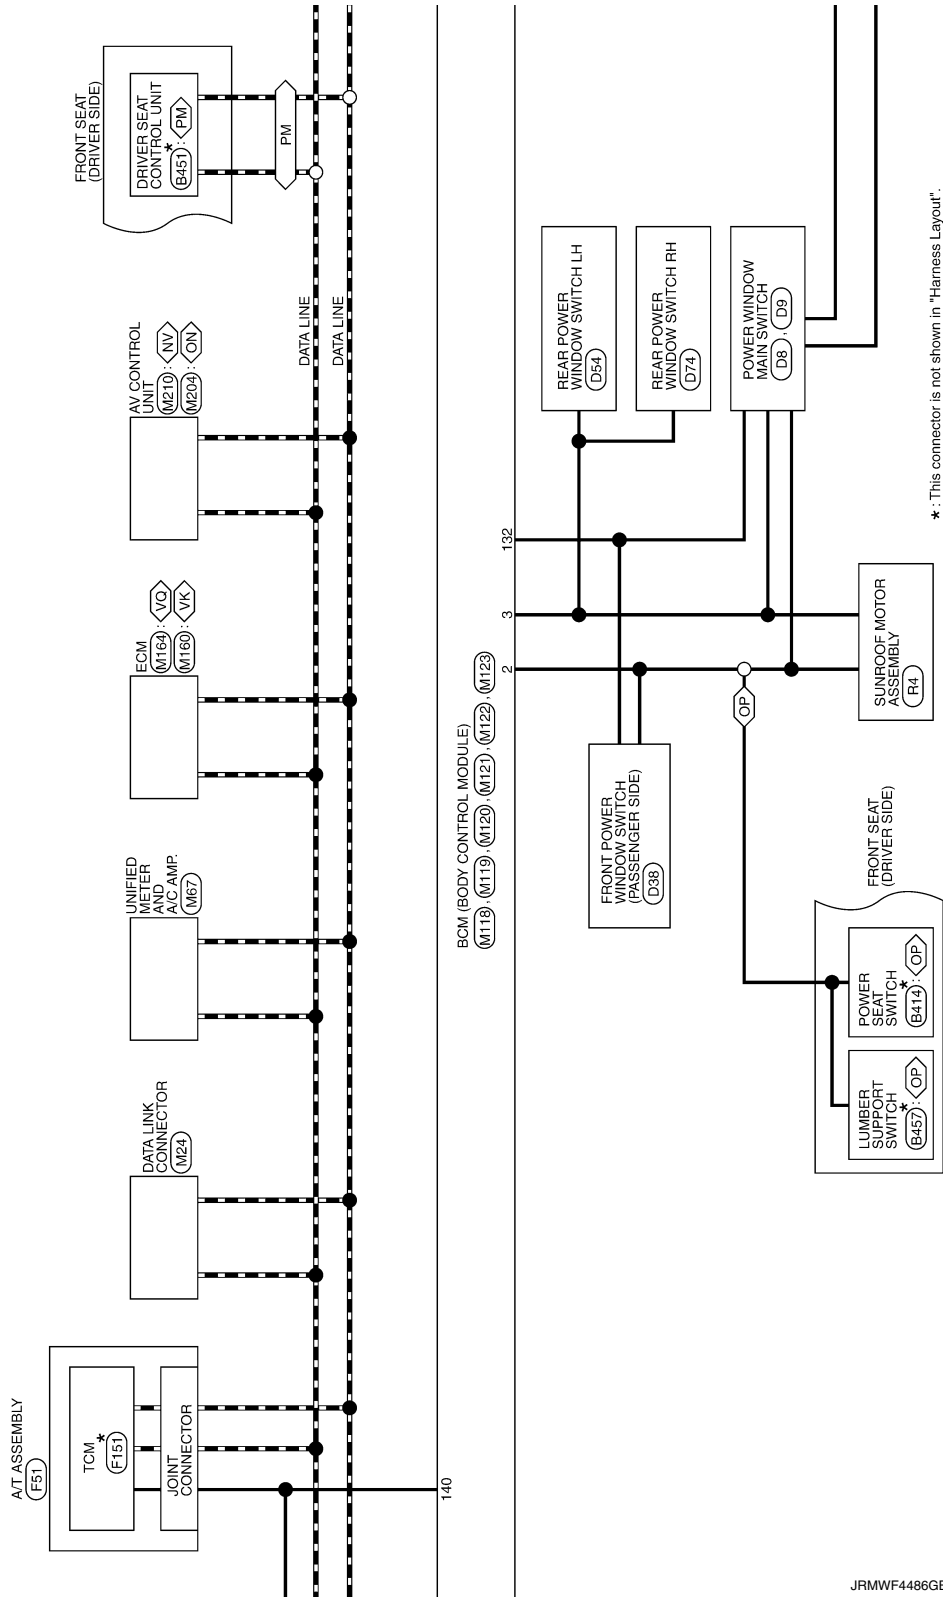 A/T ASSEMBLY
F51
TCM
*
F151
JOINT
CONNECTOR
140
DATA LINK
CONNECTOR
M24
UNIFIED
METER
AND
A/C AMP.
M67
ECM
M164 : VQ
M160 : VK
AV CONTROL
UNIT
M210 : NV
M204 : ON
DATA LINE
DATA LINE
FRONT SEAT
(DRIVER SIDE)
DRIVER SEAT
CONTROL UNIT
*
B451 : PM
PM
BCM (BODY CONTROL MODULE)
M118 , M119 , M120 , M121 , M122 , M123
2
3
132
LUMBER
SUPPORT
SWITCH
*
B457 : OP
POWER
SEAT
SWITCH
*
B414 : OP
FRONT SEAT
(DRIVER SIDE)
FRONT POWER
WINDOW SWITCH
(PASSENGER SIDE)
D38
OP
SUNROOF MOTOR
ASSEMBLY
R4
REAR POWER
WINDOW SWITCH LH
D54
REAR POWER
WINDOW SWITCH RH
D74
POWER WINDOW
MAIN SWITCH
D8 , D9
* : This connector is not shown in "Harness Layout".
JRMWF4486GE